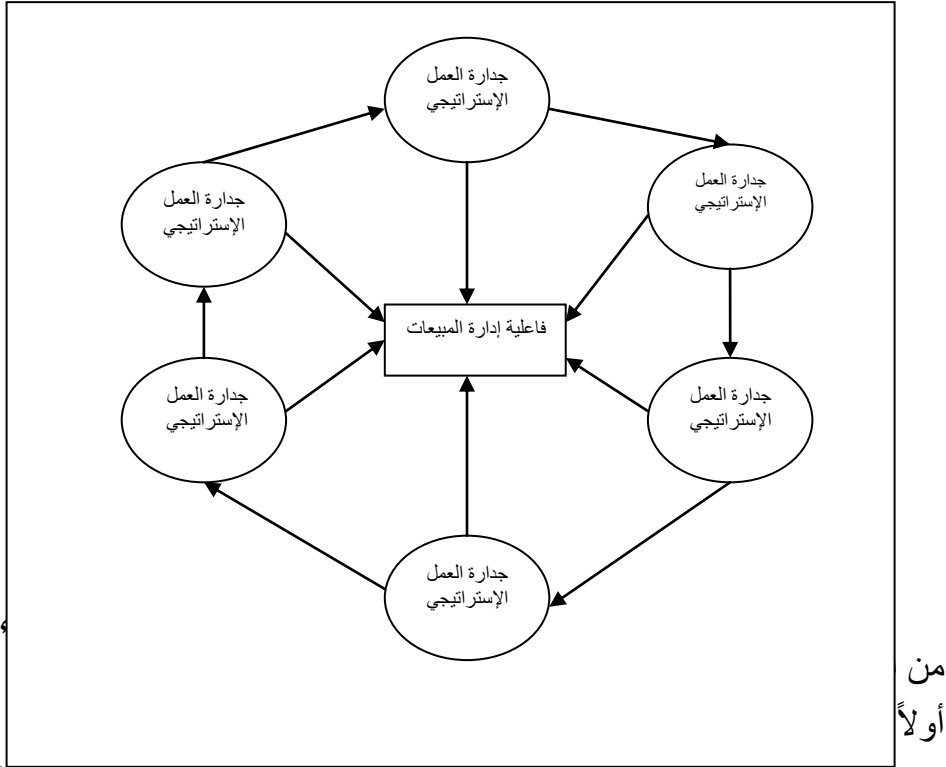 جدارة العمل
الإستراتيجي
جدارة العمل
الإستراتيجي
جدارة العمل
الإستراتيجي
فاعلية إدارة المبيعات
جدارة العمل
الإستراتيجي
جدارة العمل
الإستراتيجي
جدارة العمل
الإستراتيجي
من
أولاً